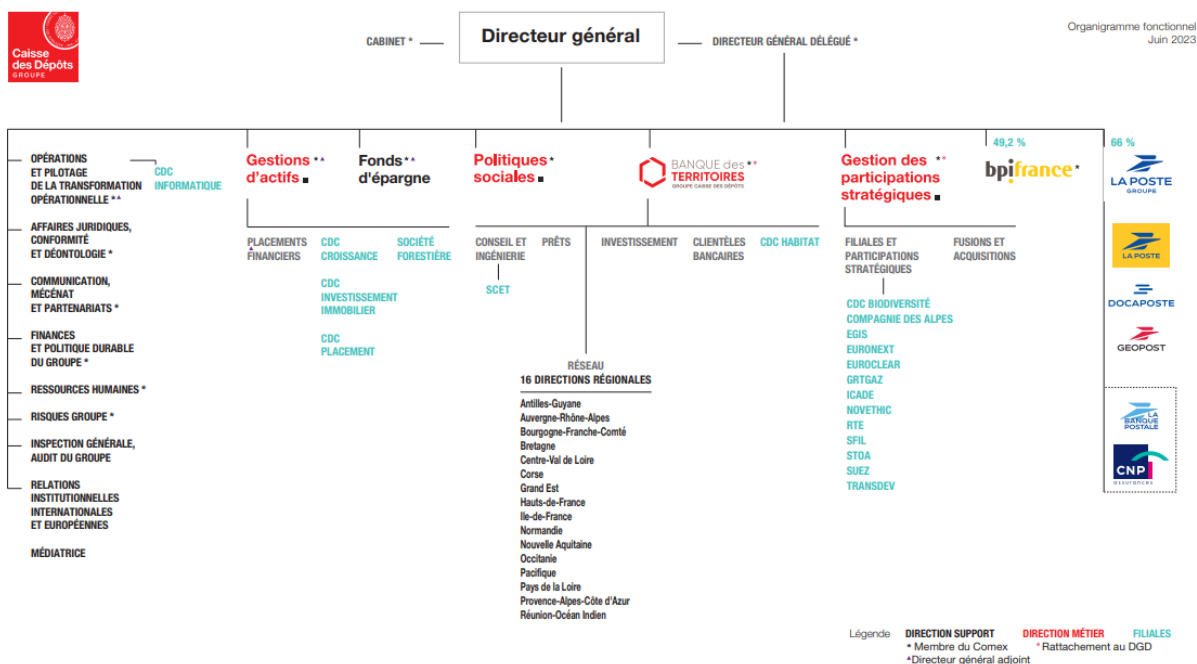 Caisse
des Dépôts
GROUPE
CABINET *
Directeur général
DIRECTEUR GÉNÉRAL DÉLÉGUÉ *
Organigramme fonctionnel
Juin 2023
OPÉRATIONS
ET PILOTAGE
DE LA TRANSFORMATION
OPÉRATIONNELLE *▲
CDC
INFORMATIQUE
AFFAIRES JURIDIQUES,
CONFORMITÉ
ET DÉONTOLOGIE *
COMMUNICATION,
MÉCÉNAT
ET PARTENARIATS *
FINANCES
ET POLITIQUE DURABLE
DU GROUPE *
RESSOURCES HUMAINES *
RISQUES GROUPE *
INSPECTION GÉNÉRALE,
AUDIT DU GROUPE
RELATIONS
INSTITUTIONNELLES
INTERNATIONALES
ET EUROPÉENNES
MÉDIATRICE
Gestions *▲
d'actifs ■
PLACEMENTS
FINANCIERS
CDC
CROISSANCE
CDC
INVESTISSEMENT
IMMOBILIER
CDC
PLACEMENT
SOCIÉTÉ
FORESTIÈRE
Fonds *▲
d'épargne
Politiques *
sociales ■
BANQUE des **
TERRITOIRES
GROUPE CAISSE DES DÉPÔTS
CONSEIL ET
INGÉNIERIE
SCET
PRÊTS
INVESTISSEMENT
CLIENTÈLES
BANCAIRES
CDC HABITAT
RÉSEAU
16 DIRECTIONS RÉGIONALES
Antilles-Guyane
Auvergne-Rhône-Alpes
Bourgogne-Franche-Comté
Bretagne
Centre-Val de Loire
Corse
Grand Est
Hauts-de-France
Ile-de-France
Normandie
Nouvelle Aquitaine
Occitanie
Pacifique
Pays de la Loire
Provence-Alpes-Côte d'Azur
Réunion-Océan Indien
Gestion des **
participations
stratégiques ■
FILIALES ET
PARTICIPATIONS
STRATÉGIQUES
CDC BIODIVERSITÉ
COMPAGNIE DES ALPES
EGIS
EURONEXT
EUROCLEAR
GRTGAZ
ICADE
NOVETHIC
RTE
SFIL
STOA
SUEZ
TRANSDEV
FUSIONS ET
ACQUISITIONS
49,2 %
bpifrance *
66 %
LA POSTE
GROUPE
LA POSTE
DOCAPOSTE
GEOPOST
LA
BANQUE
POSTALE
CNP
assurances
Légende
DIRECTION SUPPORT
DIRECTION MÉTIER
FILIALES
* Membre du Comex
* Rattachement au DGD
▲Directeur général adjoint